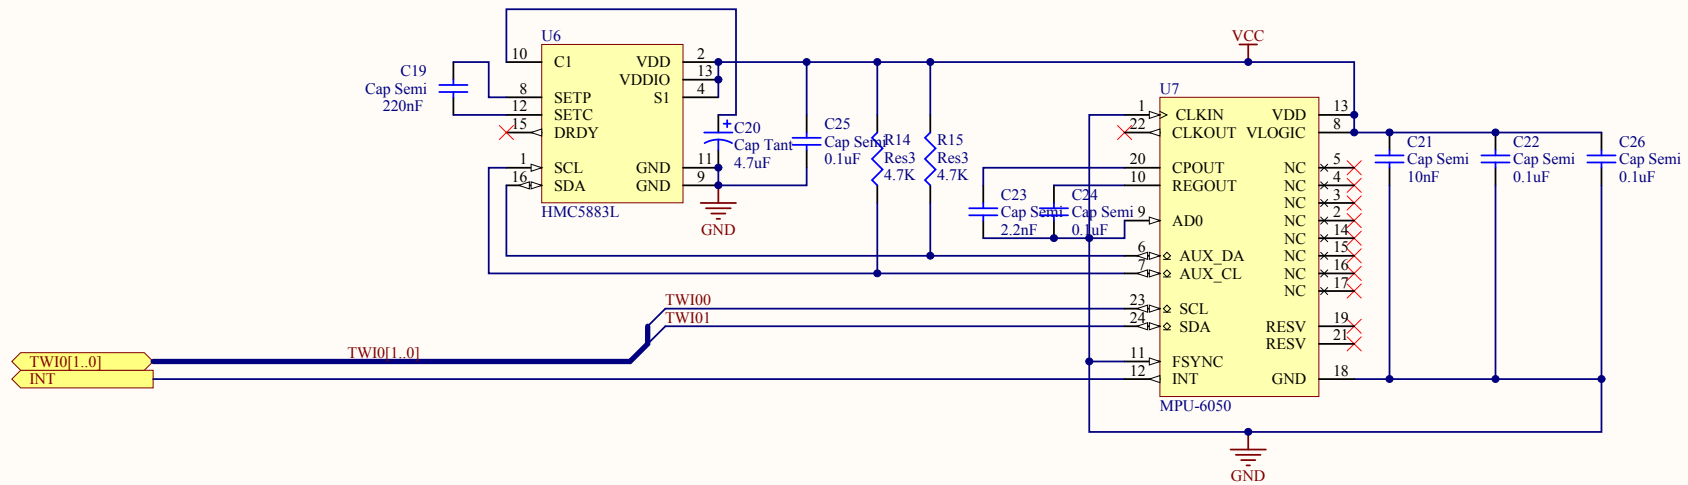 U6
10 C1
8 SETP
12 SETC
15 DRDY
1 SCL
16 SDA
VDD 2
VDDIO 13
S1 4
GND 11
GND 9
HMC5883L
C19
Cap Semi
220nF
+
C20
Cap Tant
4.7uF
GND
C25
Cap Semi
0.1uF
R14
Res3
4.7K
R15
Res3
4.7K
VCC
U7
1 CLKIN
22 CLKOUT
20 CPOUT
10 REGOUT
9 AD0
6 AUX_DA
7 AUX_CL
23 SCL
24 SDA
11 FSYNC
12 INT
VDD 13
VLOGIC 8
NC 5
NC 4
NC 3
NC 2
NC 14
NC 15
NC 16
NC 17
RESV 19
RESV 21
GND 18
MPU-6050
C23
Cap Semi
2.2nF
C24
Cap Semi
0.1uF
C21
Cap Semi
10nF
C22
Cap Semi
0.1uF
C26
Cap Semi
0.1uF
TWI00
TWI01
TWI0[1..0]
TWI0[1..0]
INT
GND